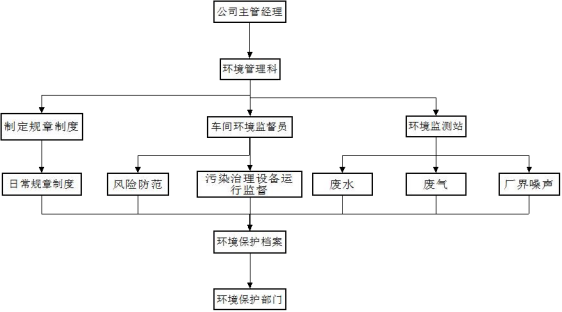 公司主管经理
环境管理科
制定规章制度
车间环境监督员
环境监测站
日常规章制度
风险防范
污染治理设备运
行监督
废水
废气
厂界噪声
环境保护档案
环境保护部门